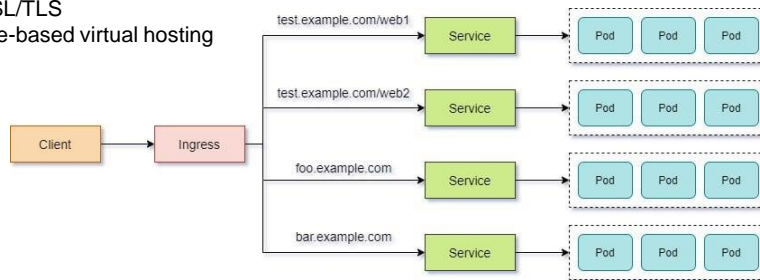 SL/TLS
e-based virtual hosting
test.example.com/web1
Service
Pod Pod Pod
test.example.com/web2
Service
Pod Pod Pod
Client
Ingress
foo.example.com
Service
Pod Pod Pod
bar.example.com
Service
Pod Pod Pod